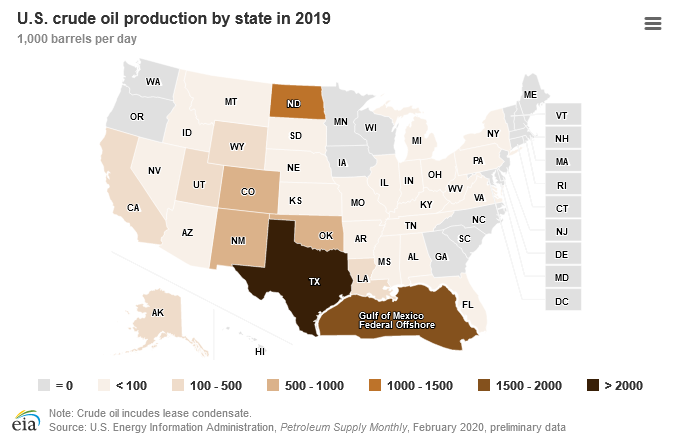 U.S. crude oil production by state in 2019
1,000 barrels per day
WA
ME
OR
MT
ND
MN
VT
ID
SD
WI
NY
NH
WY
MI
MA
IA
PA
NE
RI
NV
UT
CO
IL
IN
OH
CT
KS
MO
WV
VA
CA
KY
NJ
AZ
NM
OK
AR
TN
NC
DE
SC
MD
MS
AL
GA
TX
LA
DC
FL
AK
Gulf of Mexico
Federal Offshore
HI
= 0
< 100
100 - 500
500 - 1000
1000 - 1500
1500 - 2000
> 2000
eia
Note: Crude oil includes lease condensate.
Source: U.S. Energy Information Administration, Petroleum Supply Monthly, February 2020, preliminary data